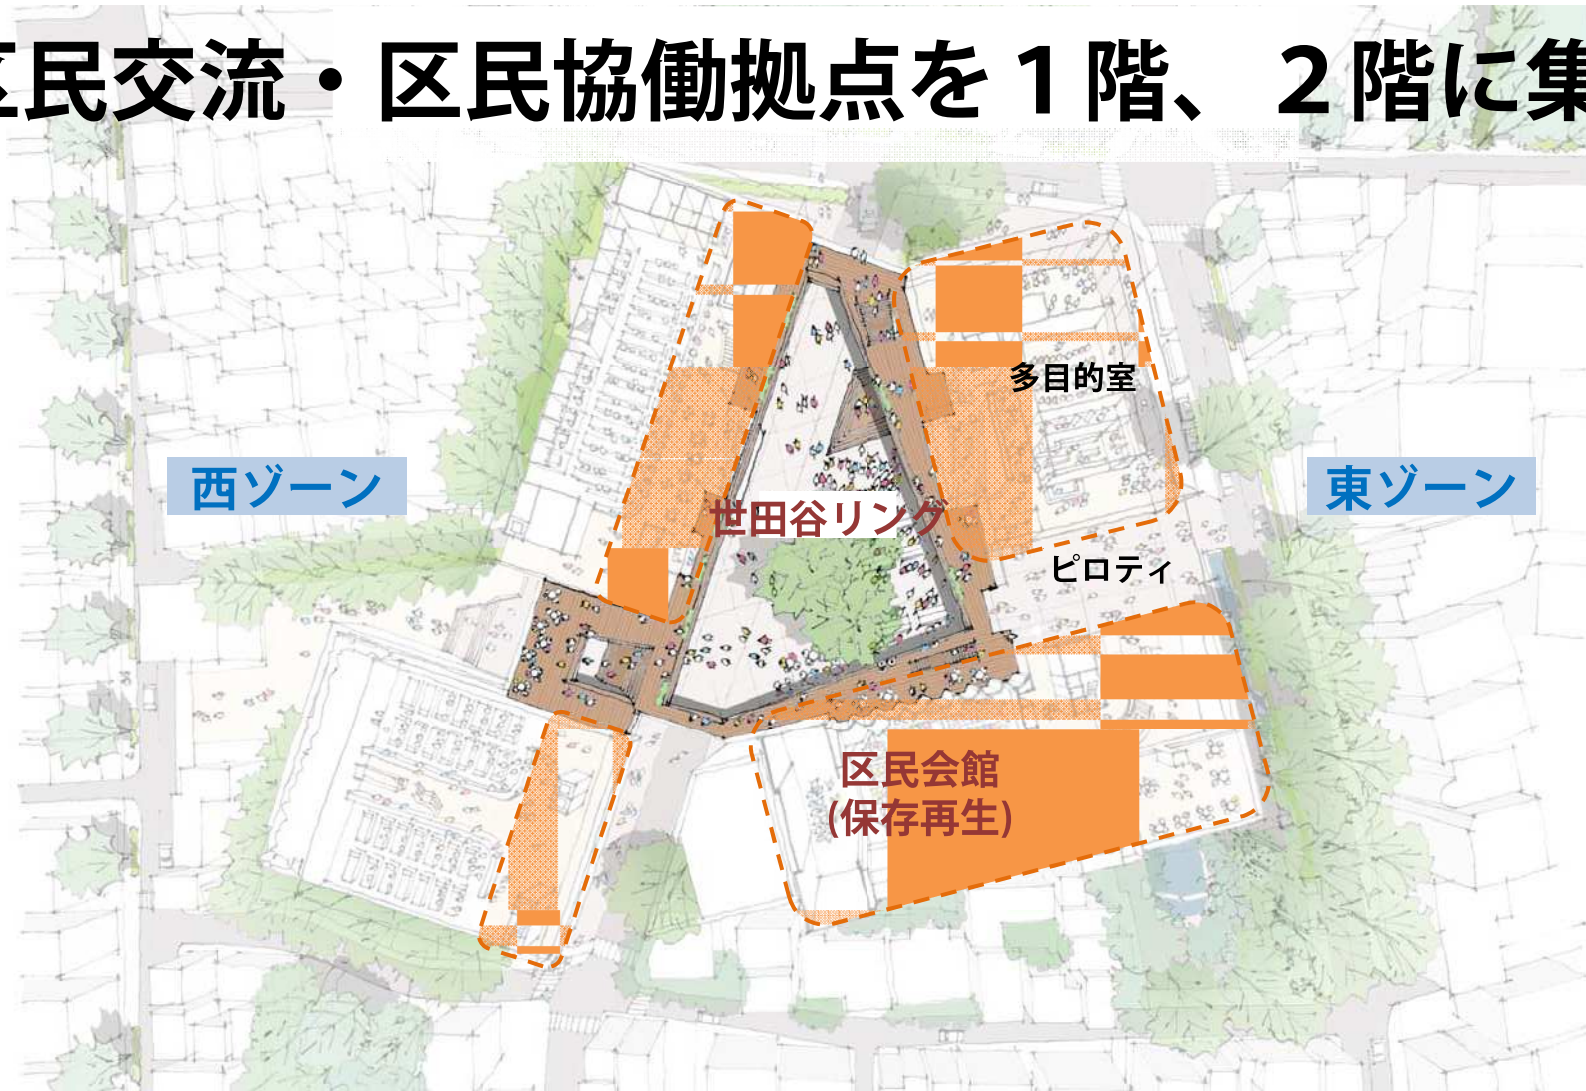 区民交流・区民協働拠点を１階、２階に集
多目的室
西ゾーン
東ゾーン
世田谷リング
ピロティ
区民会館
(保存再生)